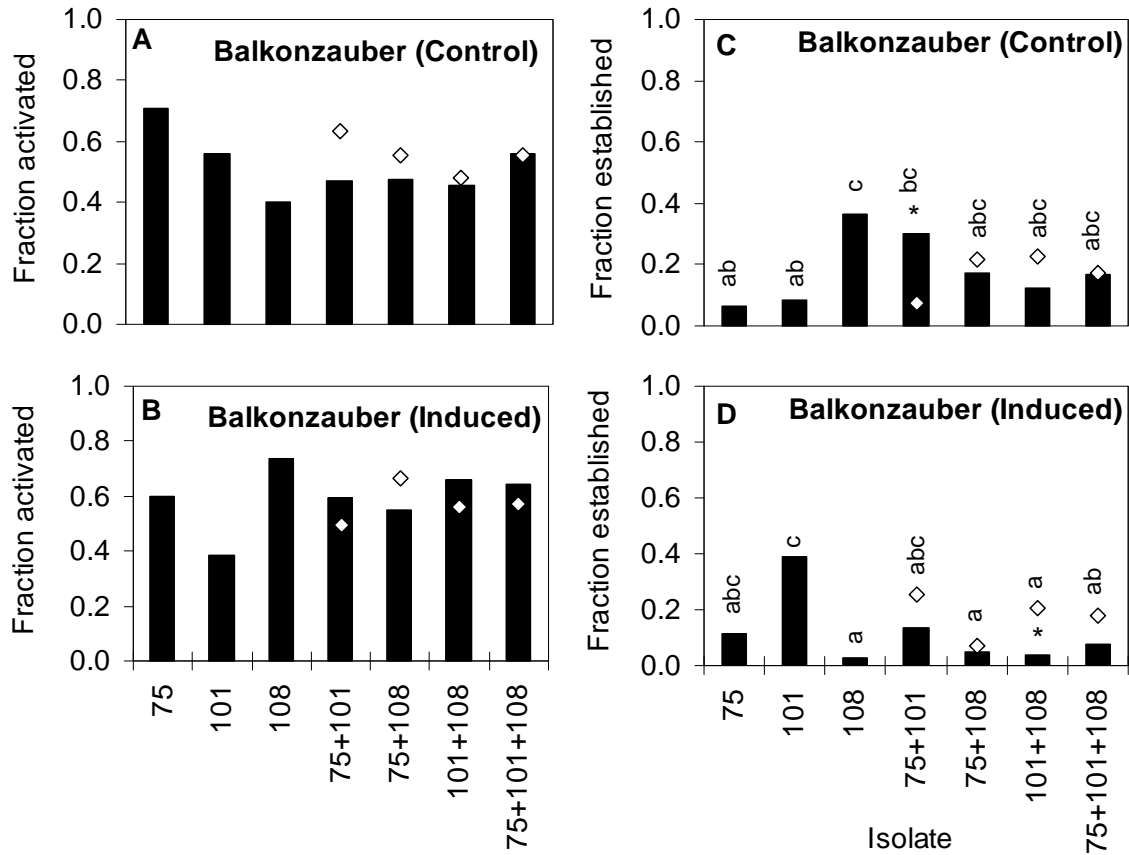 A Balkonzauber (Control)
Fraction activated
1.0
0.8
0.6
0.4
0.2
0.0
C Balkonzauber (Control)
Fraction established
1.0
0.8
0.6
0.4
0.2
0.0
ab
ab
c
* bc
abc
abc
abc
B Balkonzauber (Induced)
Fraction activated
1.0
0.8
0.6
0.4
0.2
0.0
75
101
108
75+101
75+108
101+108
75+101+108
D Balkonzauber (Induced)
Fraction established
1.0
0.8
0.6
0.4
0.2
0.0
abc
c
a
abc
a
a
*
ab
75
101
108
75+101
75+108
101+108
75+101+108
Isolate